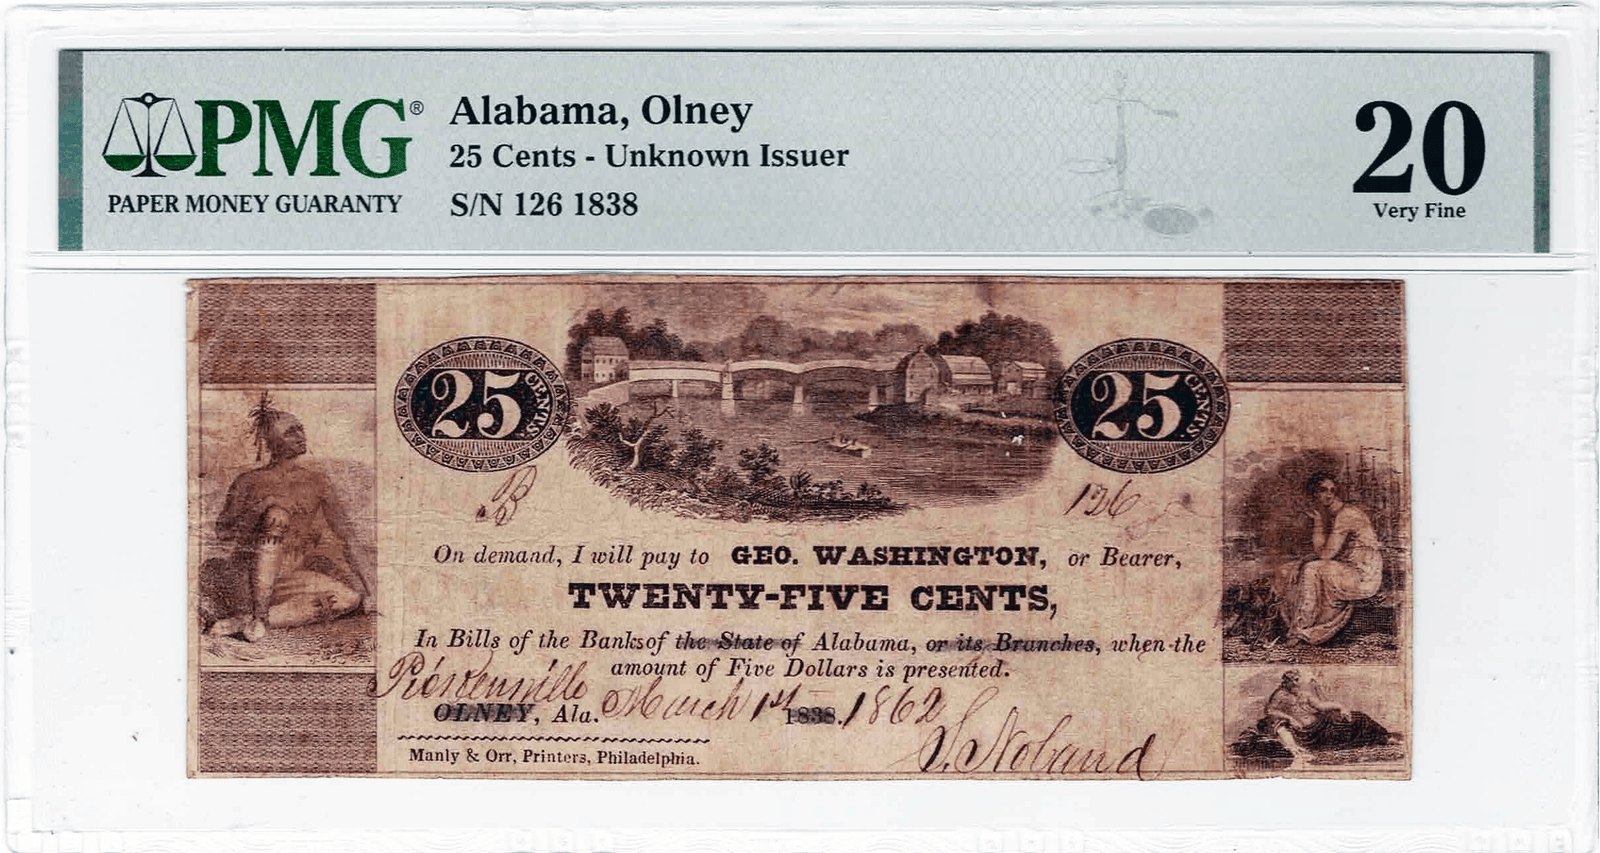 PMG®
PAPER MONEY GUARANTY
Alabama, Olney
25 Cents - Unknown Issuer
S/N 126 1838
20
Very Fine
25 CENTS.
25 CENTS.
B
126
On demand, I will pay to GEO. WASHINGTON, or Bearer,
TWENTY-FIVE CENTS,
In Bills of the Banks of the State of Alabama, or its Branches, when the
amount of Five Dollars is presented.
OLNEY, Ala. March 1st 1838. 1862
Manly & Orr, Printers, Philadelphia.
S. Noland